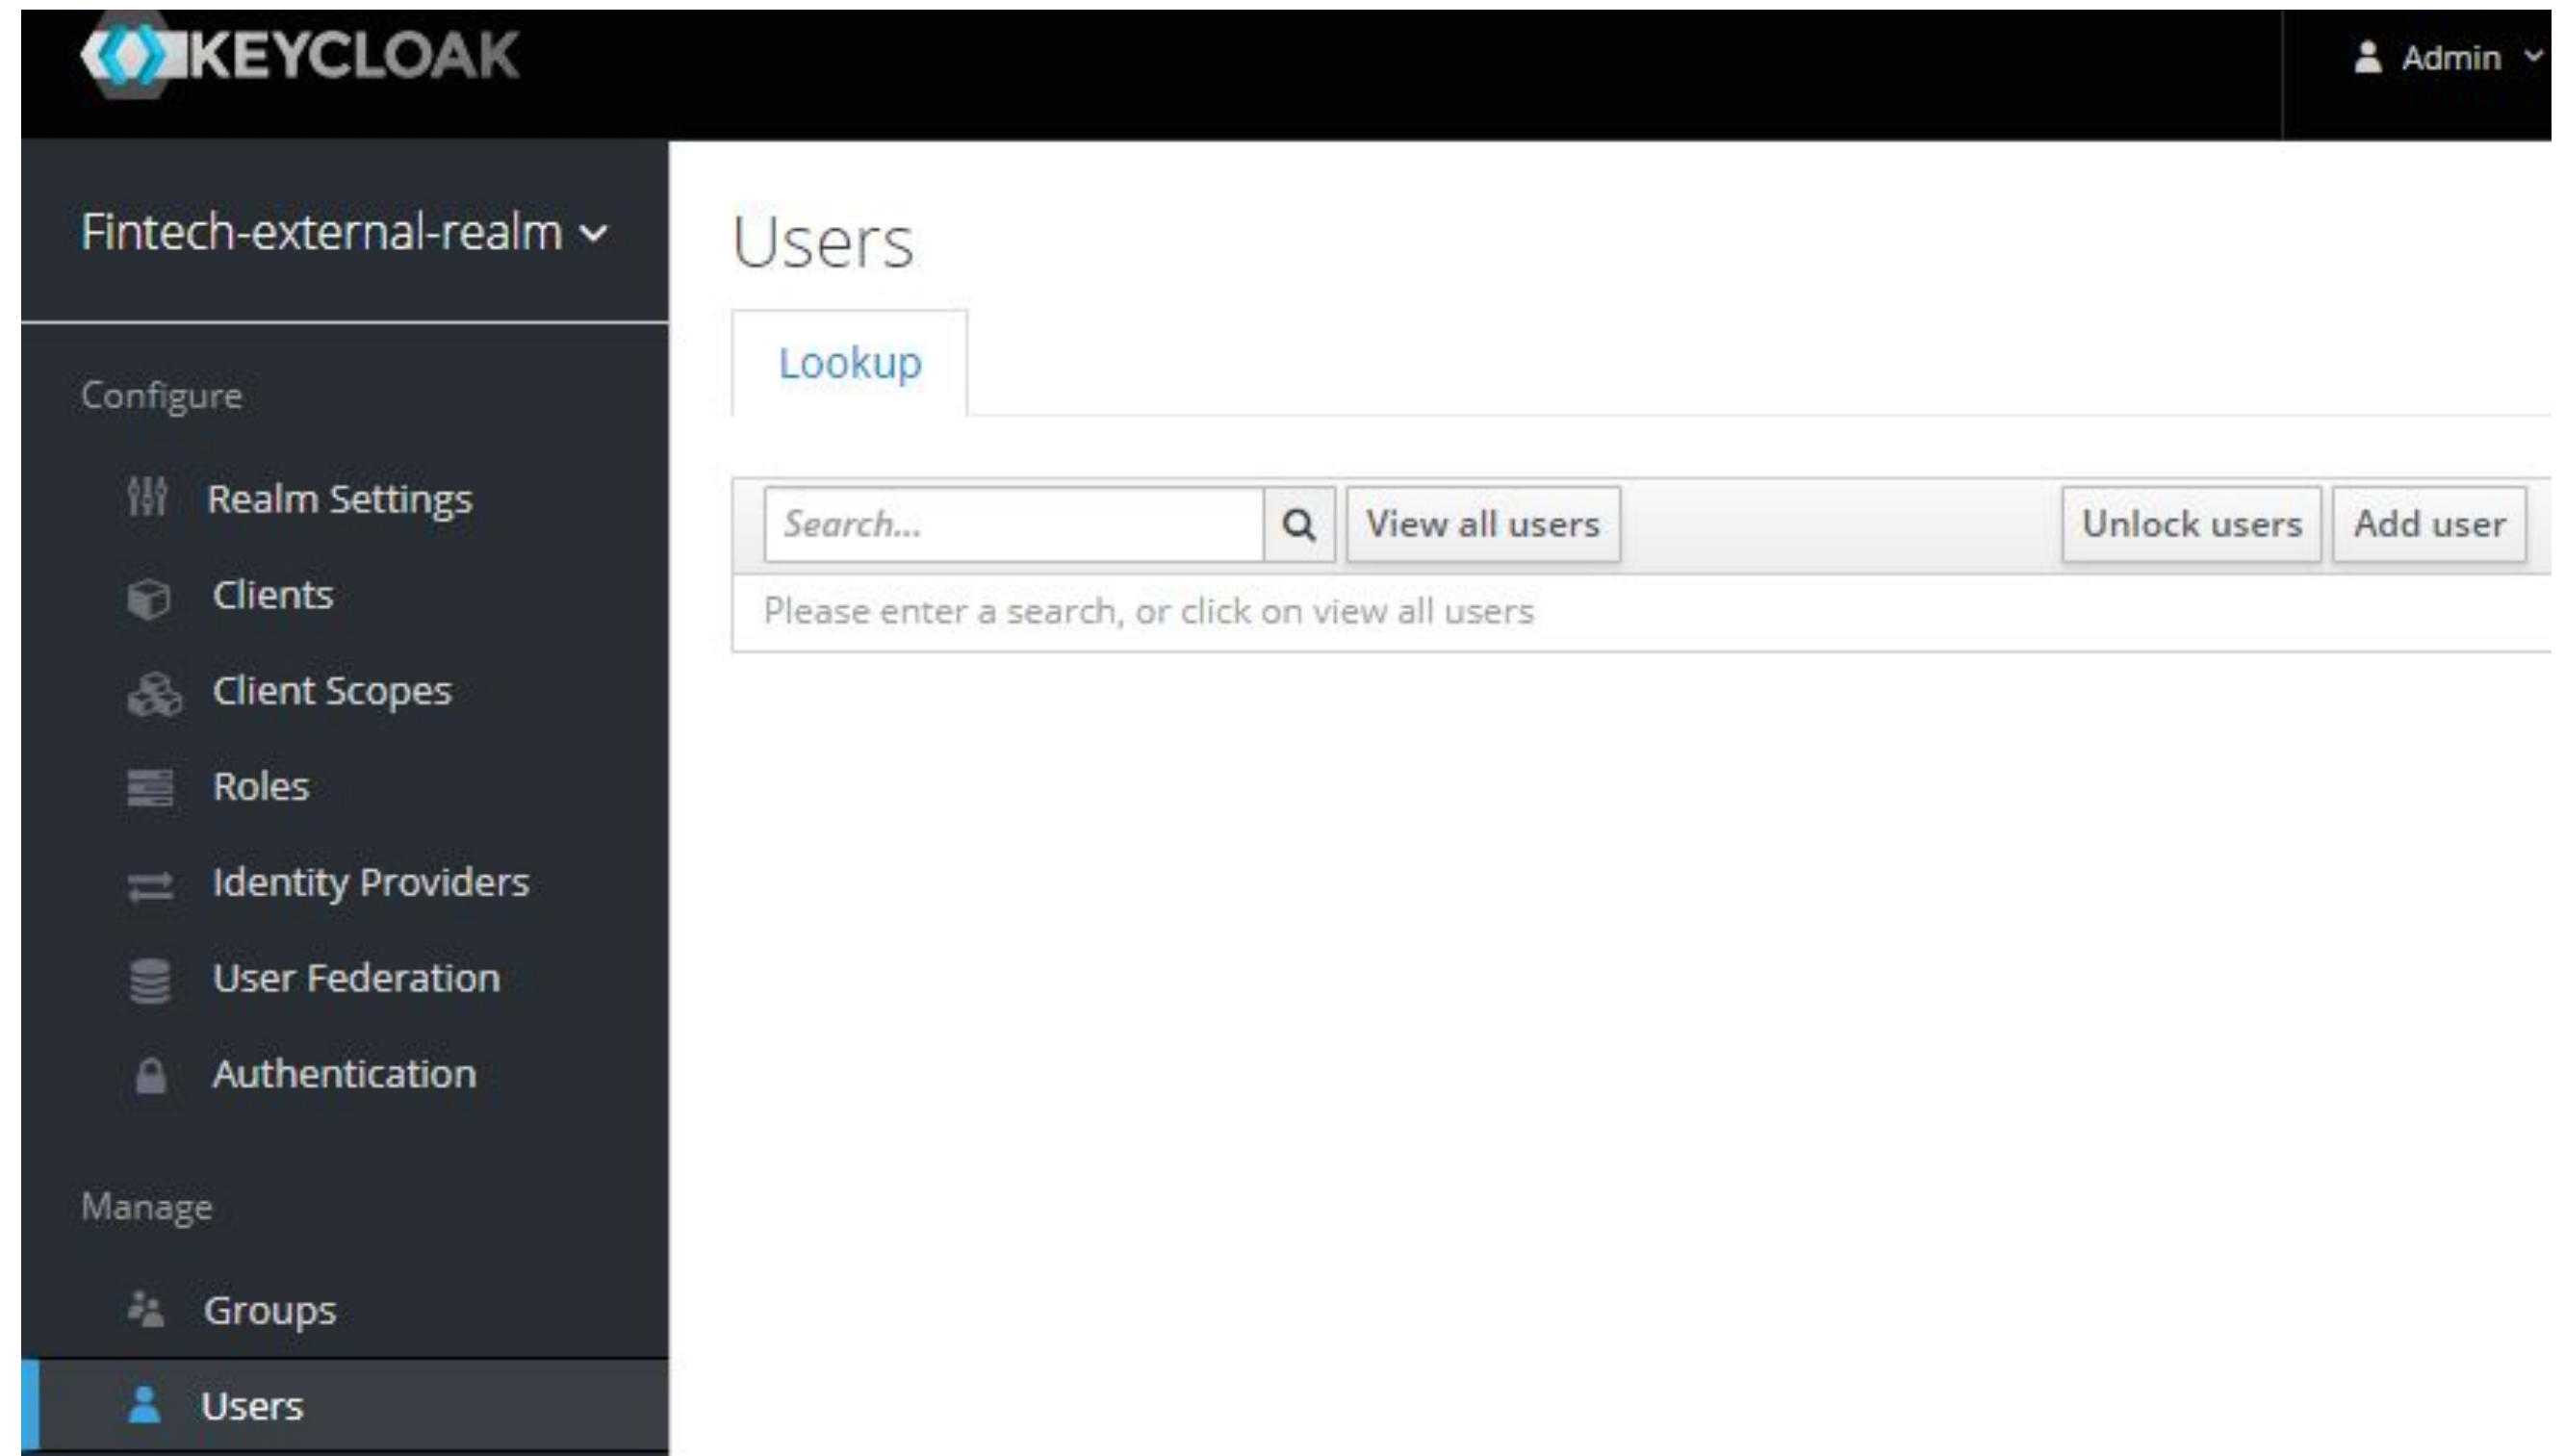 KEYCLOAK
Admin
Fintech-external-realm
Configure
Realm Settings
Clients
Client Scopes
Roles
Identity Providers
User Federation
Authentication
Manage
Groups
Users
Users
Lookup
Search...
View all users
Unlock users
Add user
Please enter a search, or click on view all users